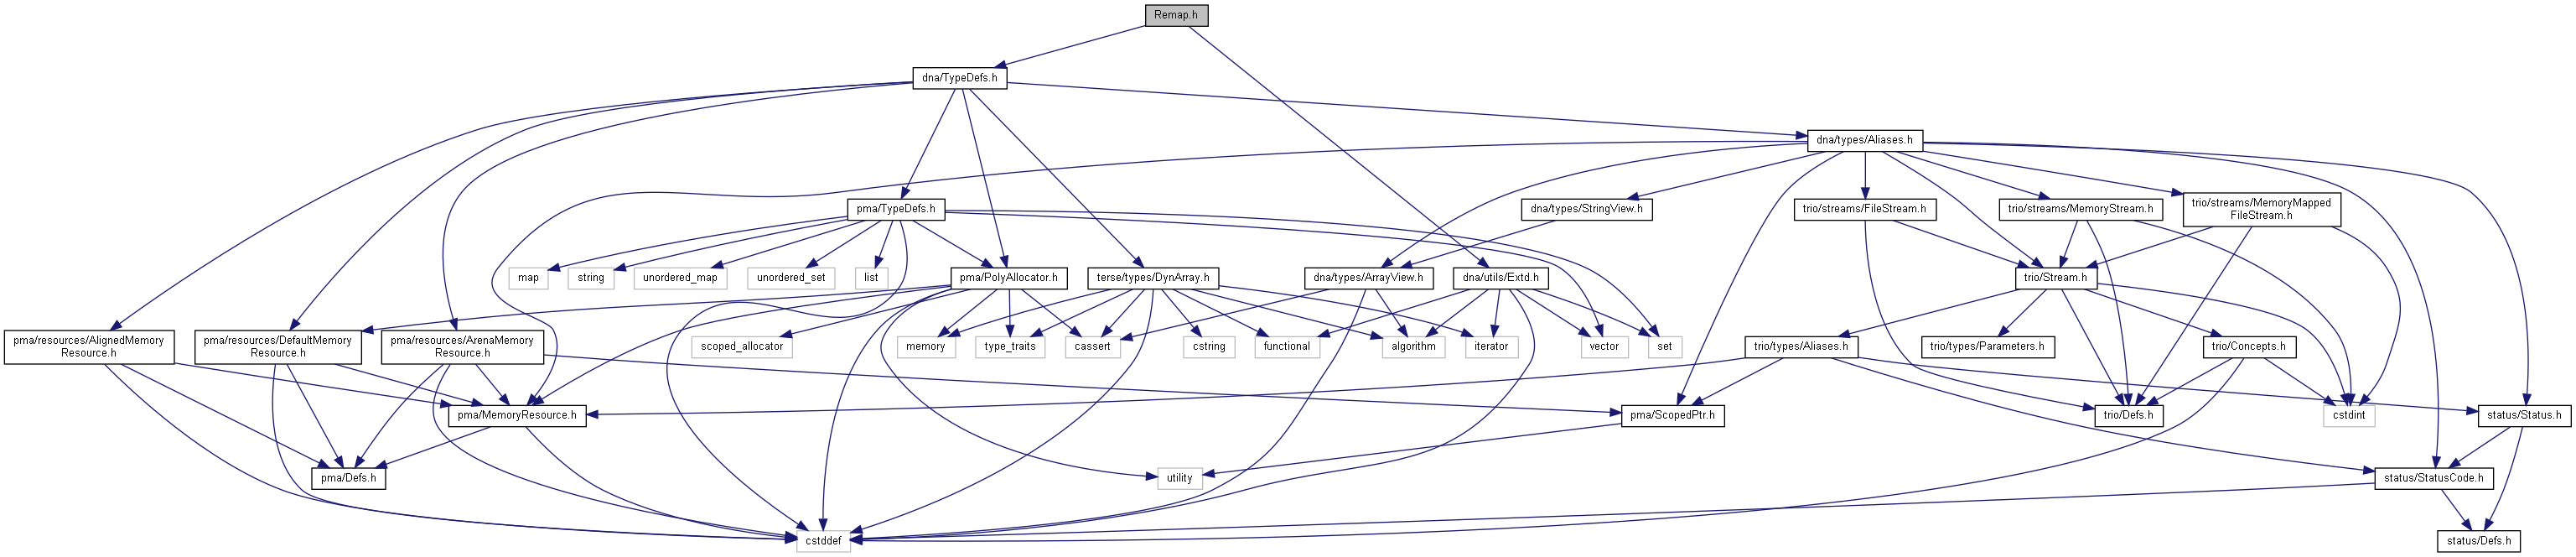 Remap.h
dna/TypeDefs.h
dna/types/Aliases.h
pma/TypeDefs.h
dna/types/StringView.h
trio/streams/FileStream.h
trio/streams/MemoryStream.h
trio/streams/MemoryMapped
FileStream.h
map
string
unordered_map
unordered_set
list
pma/PolyAllocator.h
terse/types/DynArray.h
dna/types/ArrayView.h
dna/utils/Extd.h
trio/Stream.h
pma/resources/AlignedMemory
Resource.h
pma/resources/DefaultMemory
Resource.h
pma/resources/ArenaMemory
Resource.h
scoped_allocator
memory
type_traits
cassert
cstring
functional
algorithm
iterator
vector
set
trio/types/Aliases.h
trio/types/Parameters.h
trio/Concepts.h
pma/MemoryResource.h
pma/ScopedPtr.h
trio/Defs.h
cstdint
status/Status.h
pma/Defs.h
utility
status/StatusCode.h
cstddef
status/Defs.h